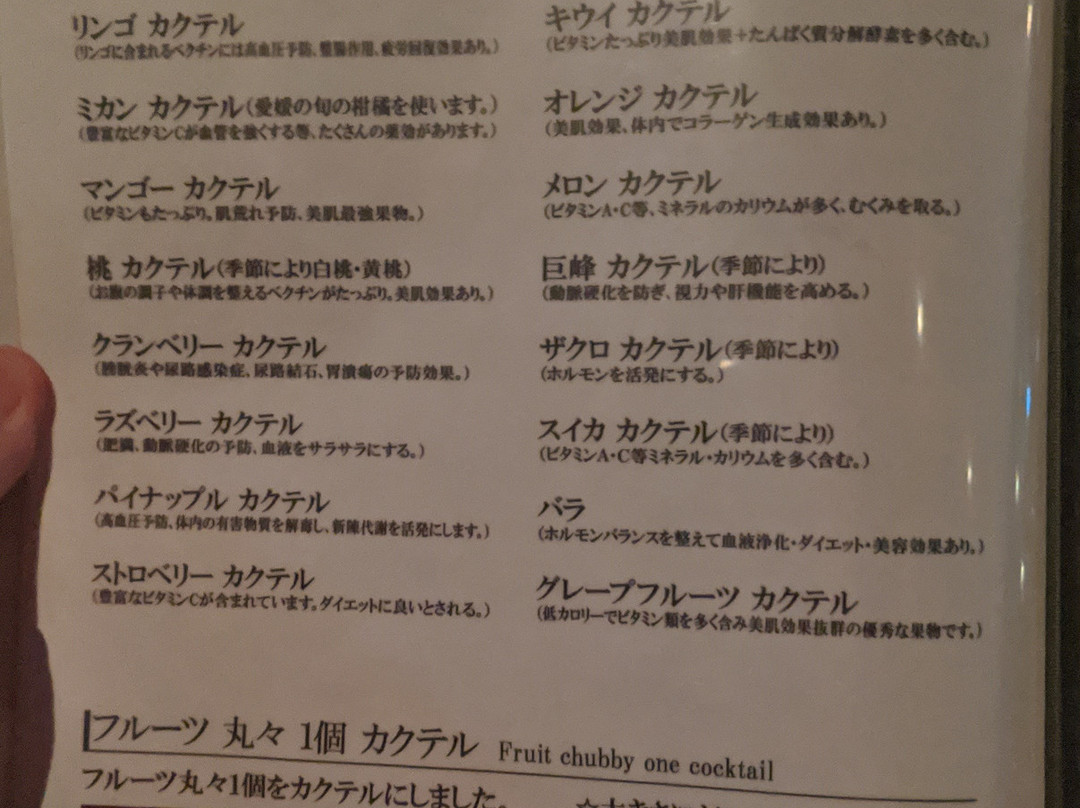 リンゴ カクテル
(リンゴに含まれるペクチンには高血圧予防、整腸作用、疲労回復効果あり。)
ミカン カクテル(愛媛の旬の柑橘を使います。)
(豊富なビタミンCが血管を強くする等、たくさんの薬効があります。)
マンゴー カクテル
(ビタミンもたっぷり。肌荒れ予防、美肌最強果物。)
桃 カクテル(季節により白桃・黄桃)
(お腹の調子や体調を整えるペクチンがたっぷり。美肌効果あり。)
クランベリー カクテル
(膀胱炎や尿路感染症、尿路結石、胃潰瘍の予防効果。)
ラズベリー カクテル
(肥満、動脈硬化の予防、血液をサラサラにする。)
パイナップル カクテル
(高血圧予防、体内の有害物質を解毒し、新陳代謝を活発にします。)
ストロベリー カクテル
(豊富なビタミンCが含まれています。ダイエットに良いとされる。)
キウイ カクテル
(ビタミンたっぷり美肌効果+たんぱく質分解酵素を多く含む。)
オレンジ カクテル
(美肌効果、体内でコラーゲン生成効果あり。)
メロン カクテル
(ビタミンA・C等、ミネラルのカリウムが多く、むくみを取る。)
巨峰 カクテル(季節により)
(動脈硬化を防ぎ、視力や肝機能を高める。)
ザクロ カクテル(季節により)
(ホルモンを活発にする。)
スイカ カクテル(季節により)
(ビタミンA・C等ミネラル・カリウムを多く含む。)
バラ
(ホルモンバランスを整えて血液浄化・ダイエット・美容効果あり。)
グレープフルーツ カクテル
(低カロリーでビタミン類を多く含み美肌効果抜群の優秀な果物です。)
フルーツ 丸々 1個 カクテル Fruit chubby one cocktail
フルーツ丸々1個をカクテルにしました。